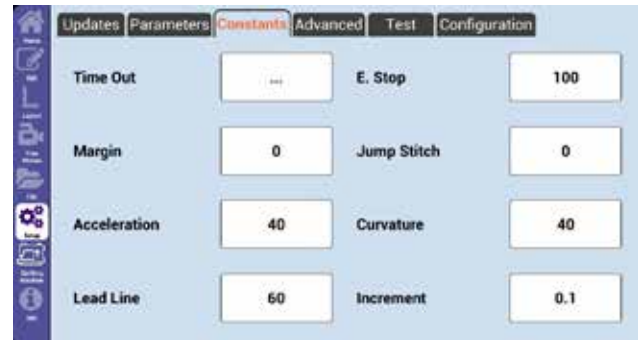 Updates Parameters Constants Advanced Test Configuration
Time Out ... E. Stop 100
Margin 0 Jump Stitch 0
Acceleration 40 Curvature 40
Lead Line 60 Increment 0.1